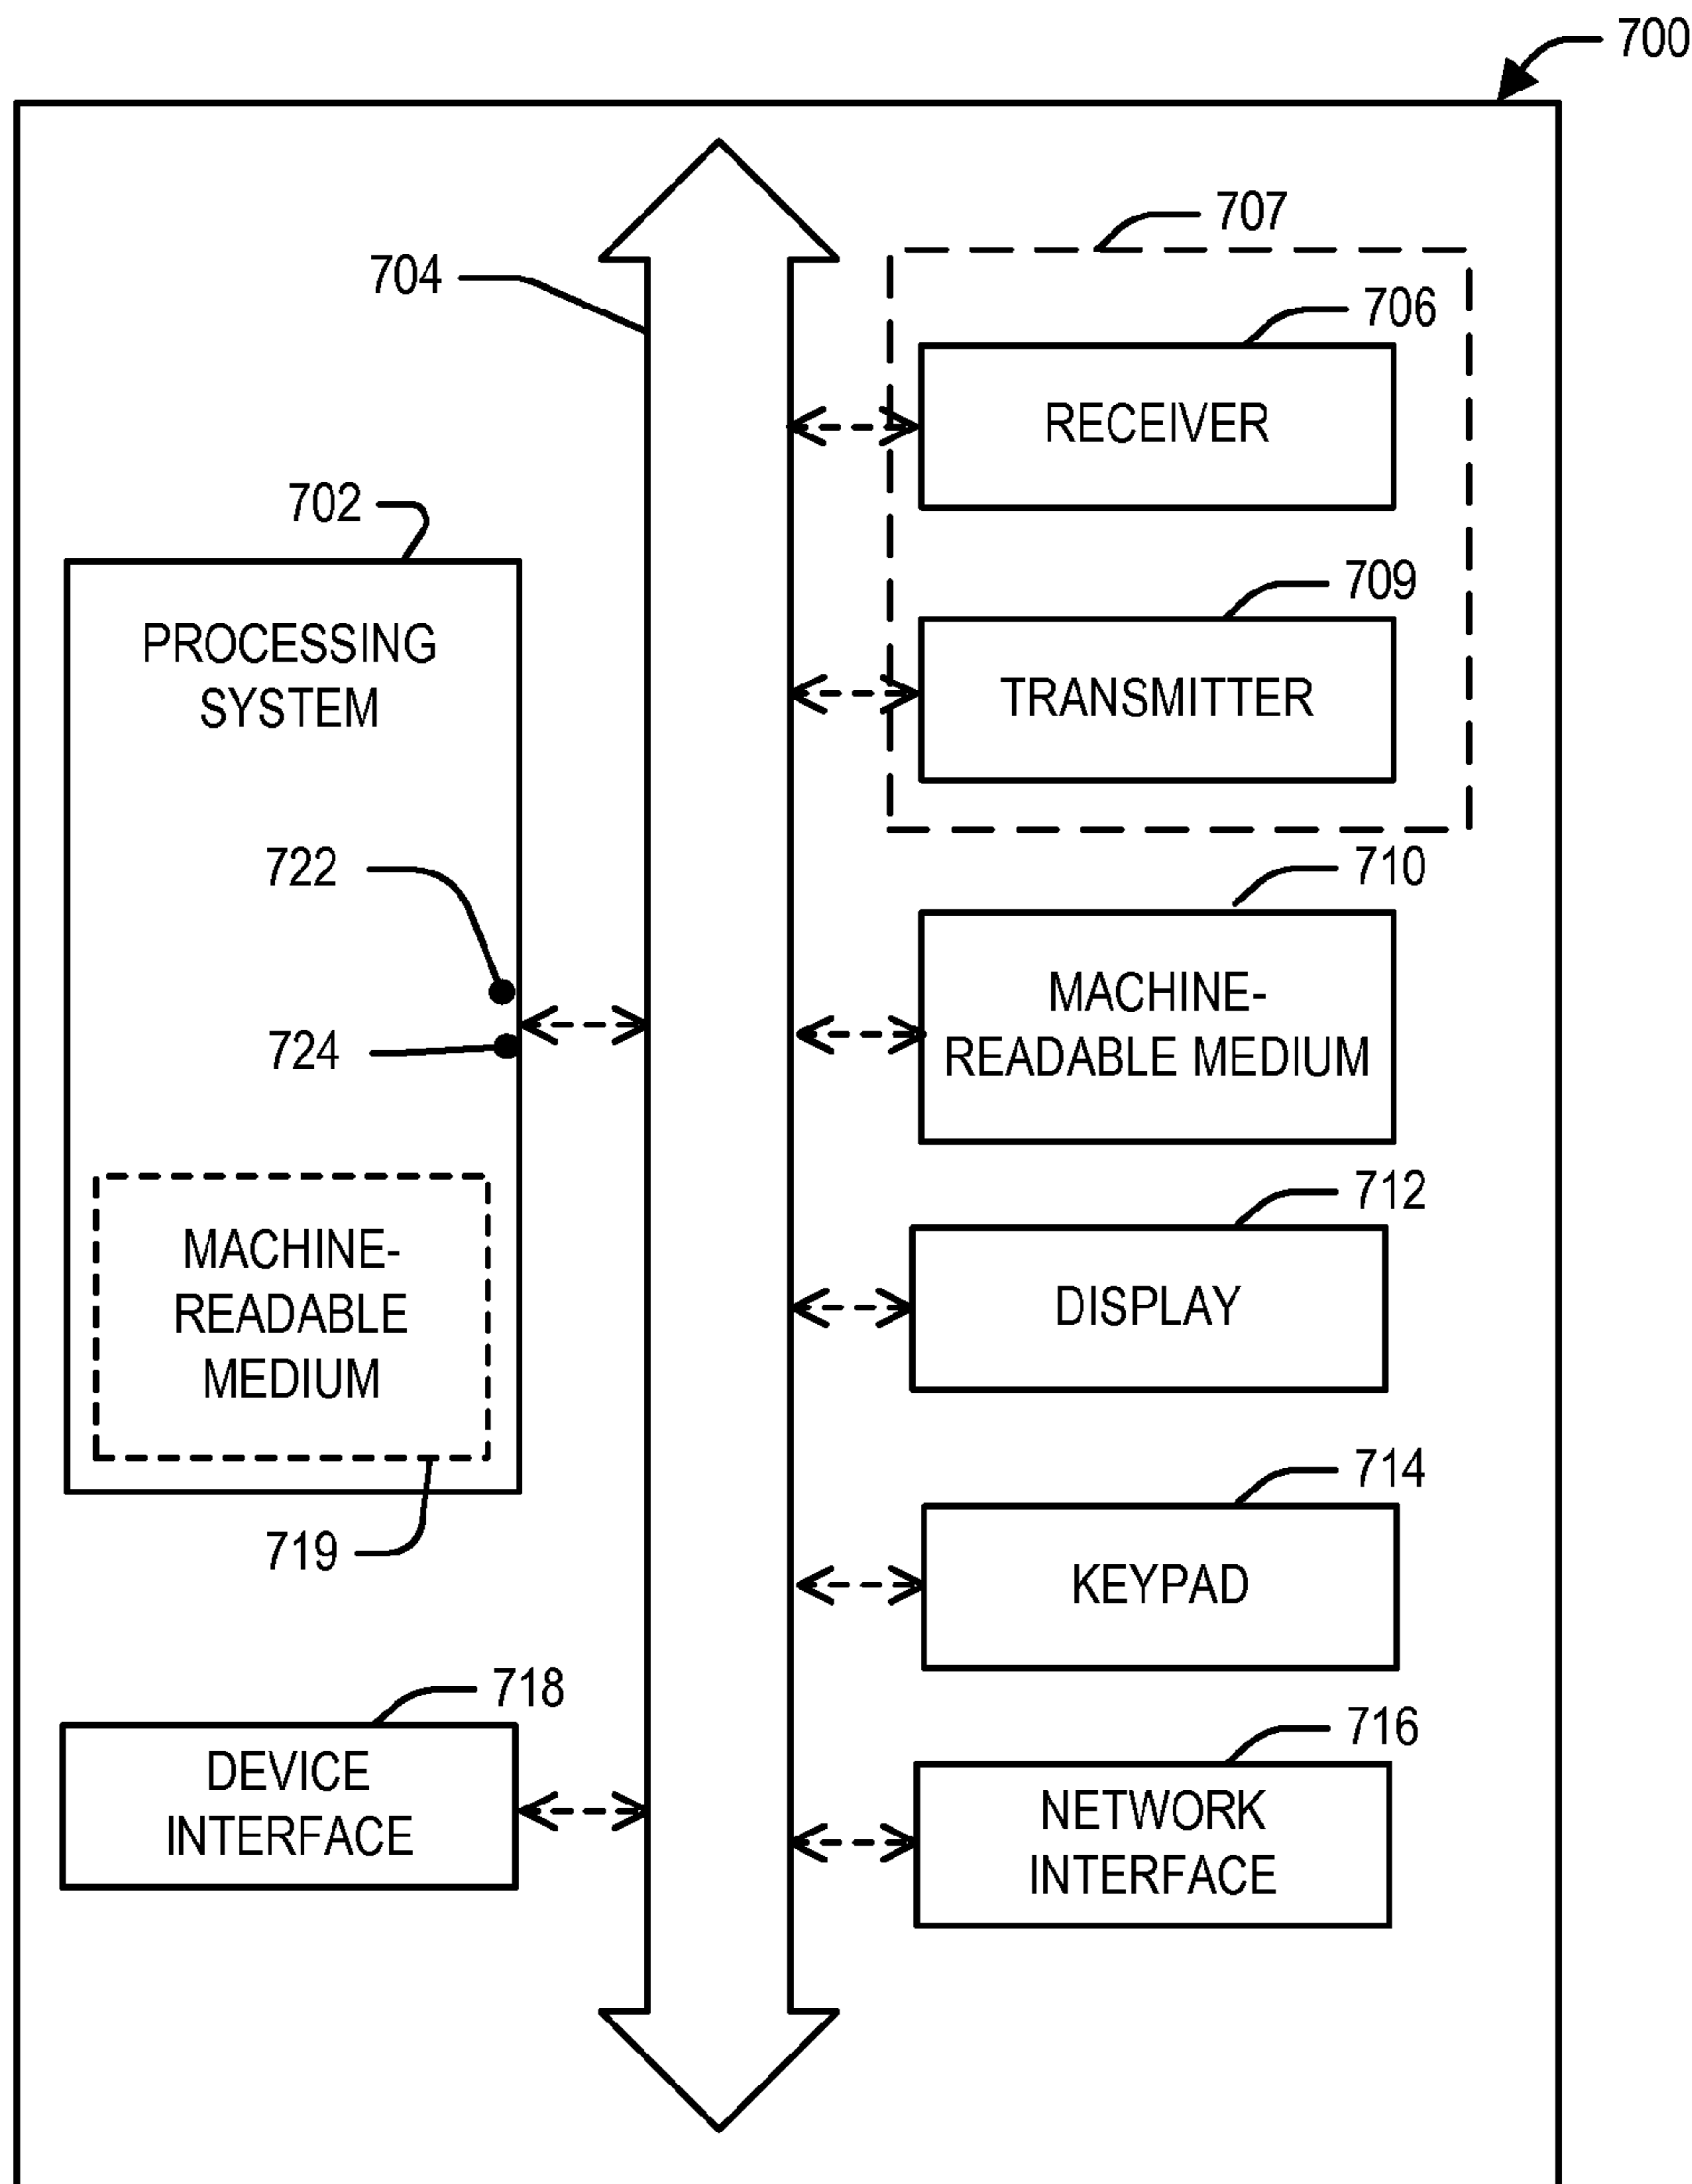 700
707
704
706
RECEIVER
702
709
PROCESSING
SYSTEM
TRANSMITTER
722
710
MACHINE-
READABLE MEDIUM
724
712
MACHINE-
READABLE
MEDIUM
DISPLAY
714
719
KEYPAD
718
716
DEVICE
INTERFACE
NETWORK
INTERFACE